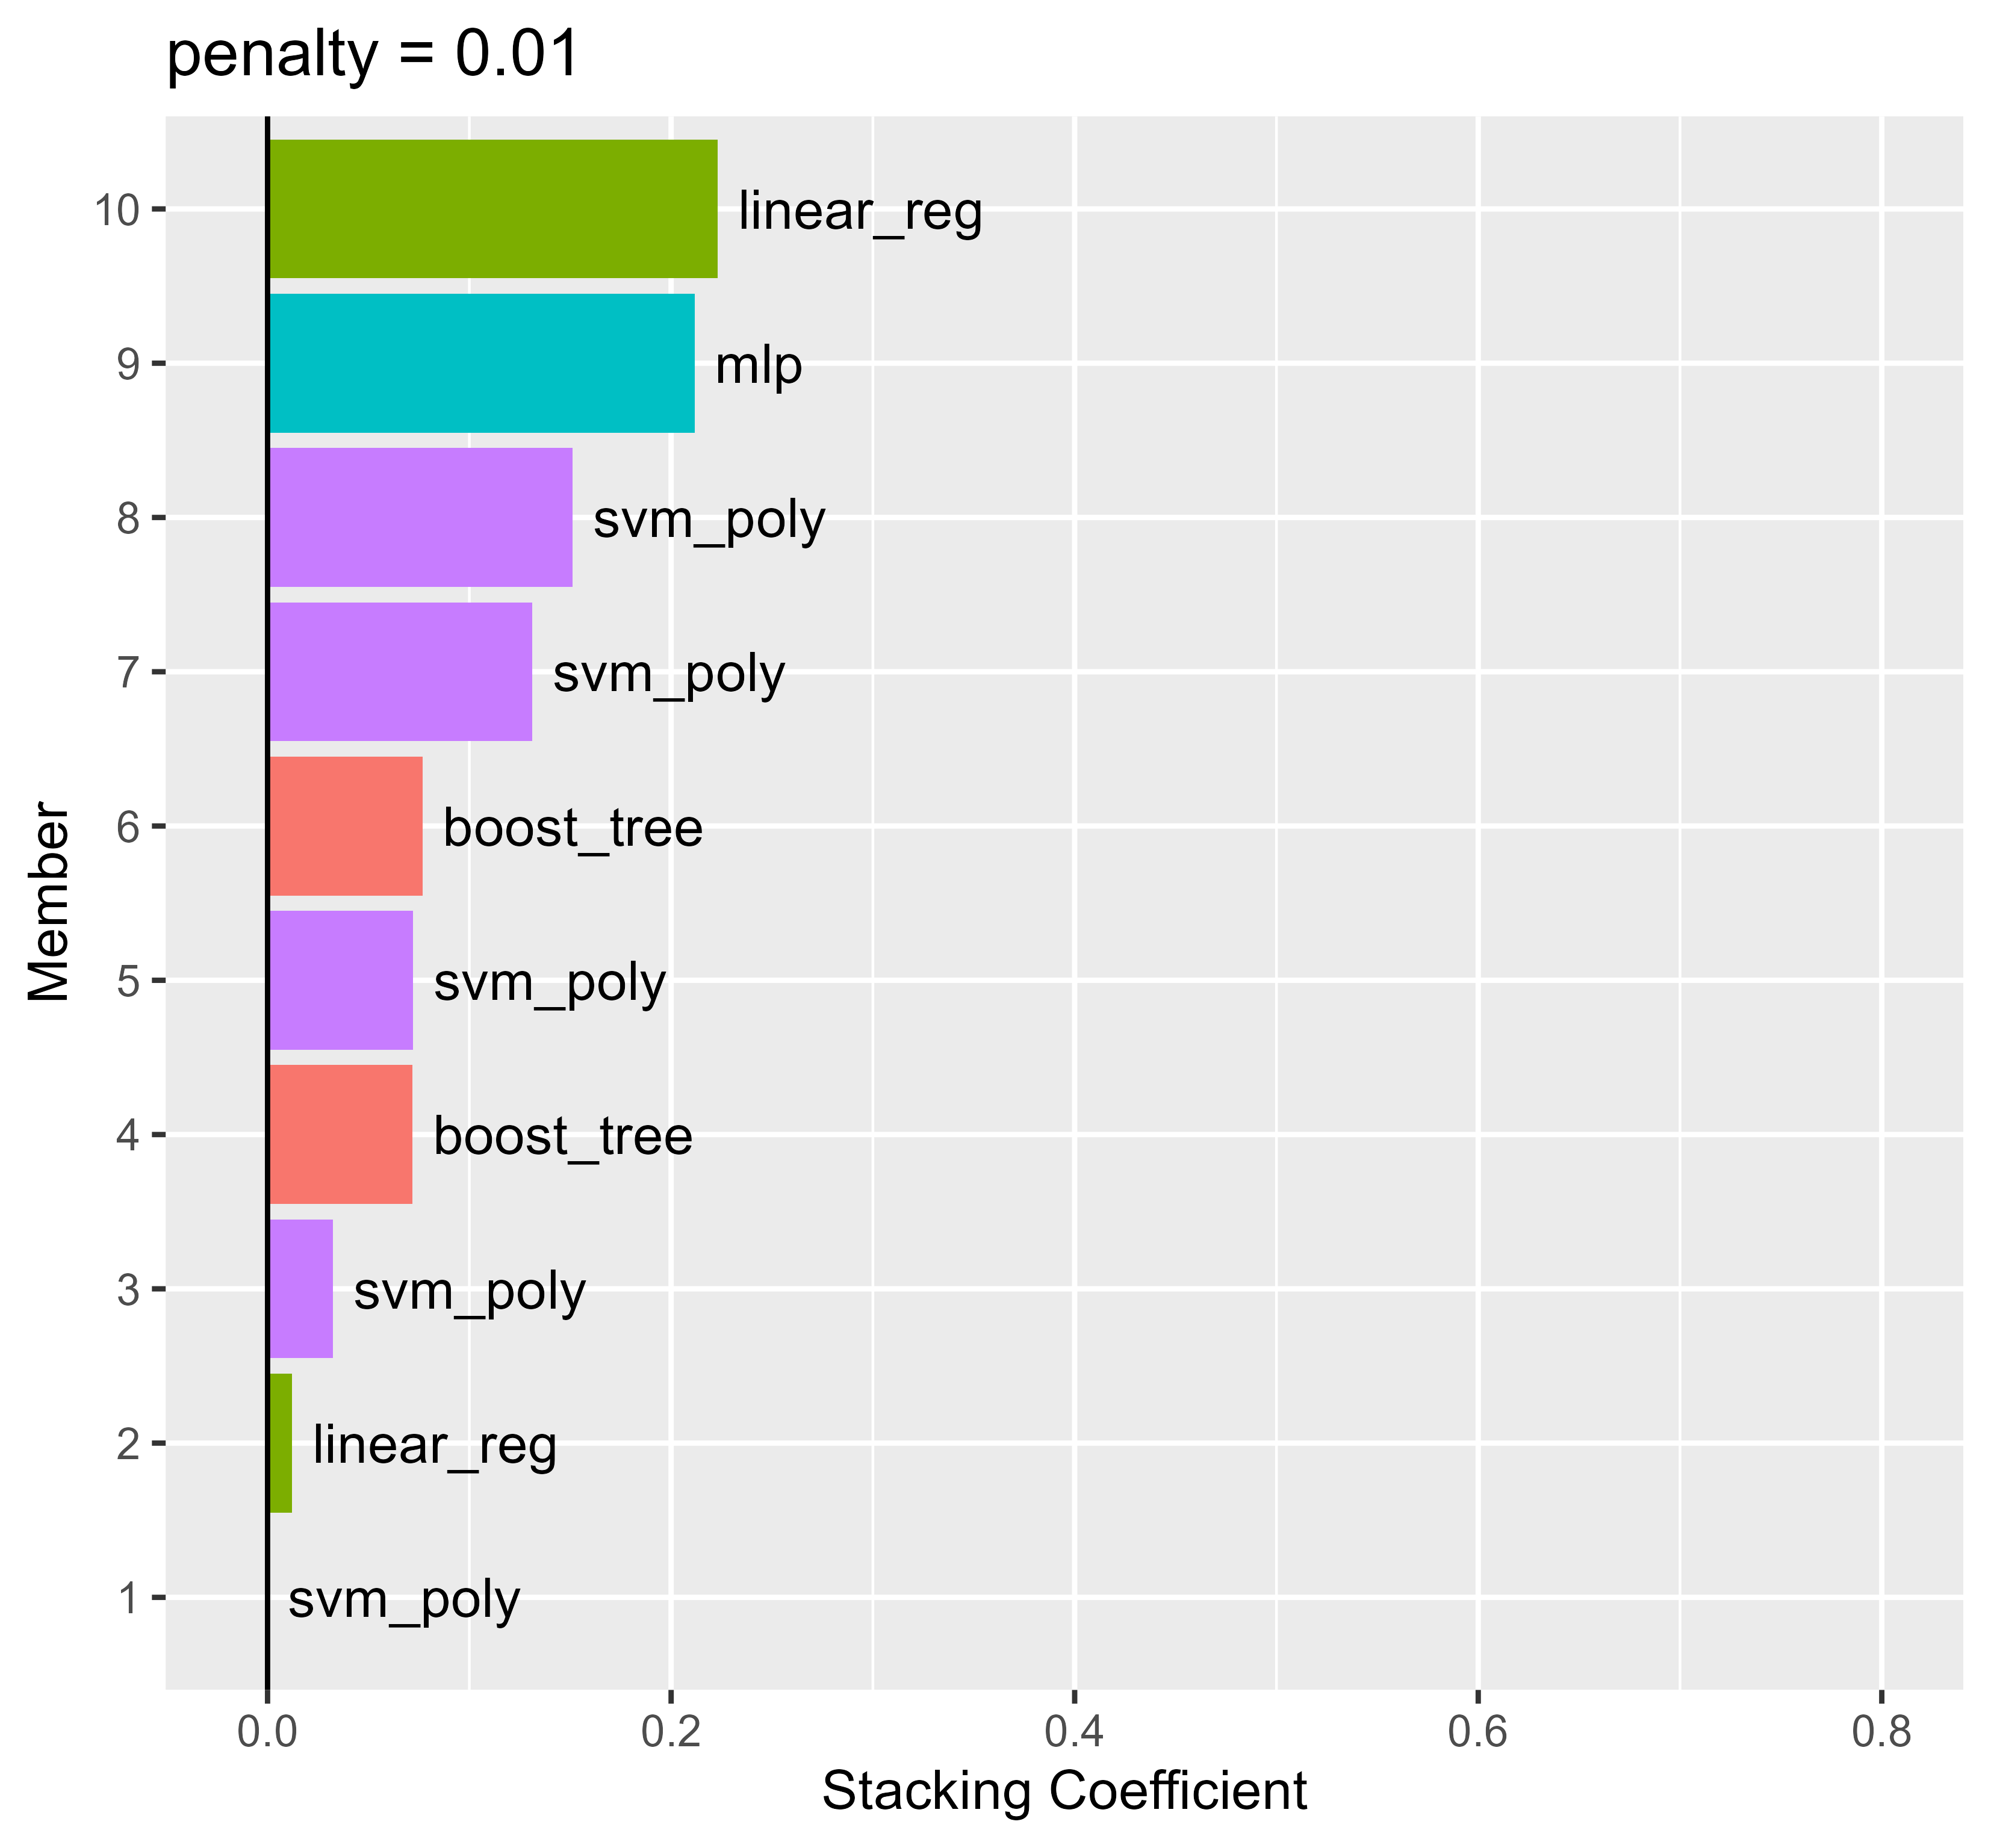 penalty = 0.01
10
linear_reg
9
mlp
8
svm_poly
7
svm_poly
6
boost_tree
5
svm_poly
4
boost_tree
3
svm_poly
2
linear_reg
1
svm_poly
Member
0.0 0.2 0.4 0.6 0.8
Stacking Coefficient